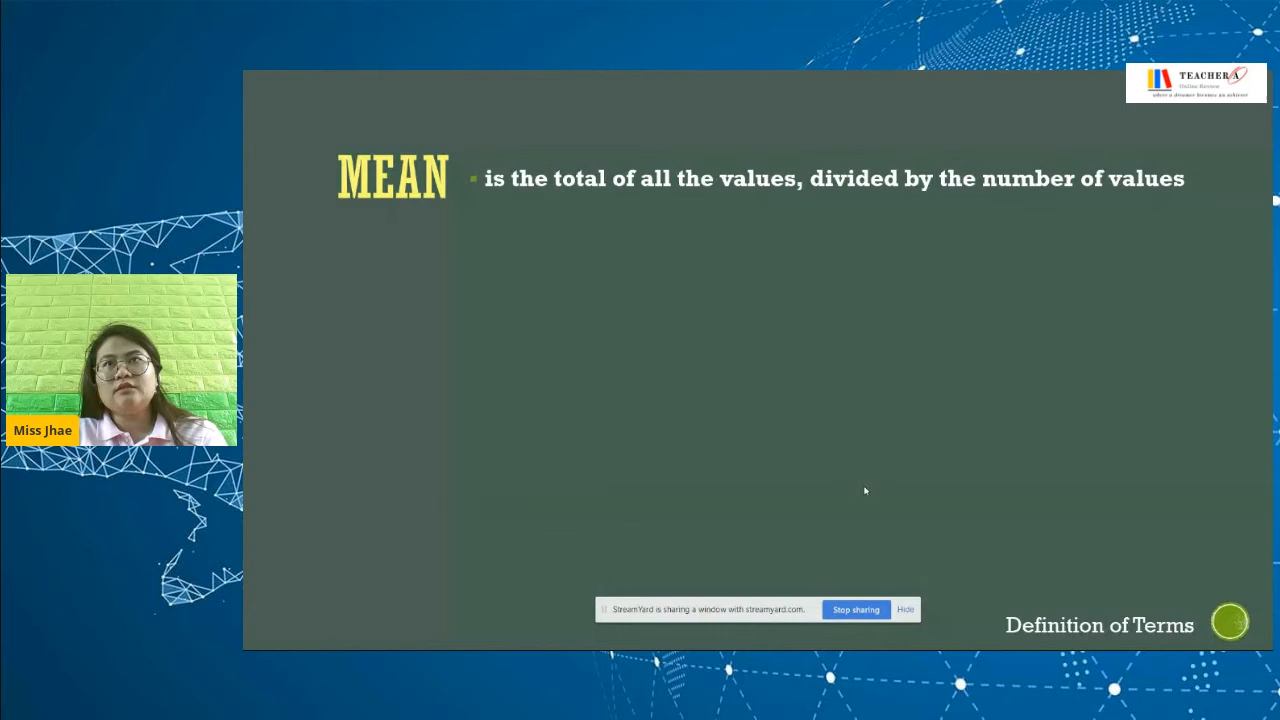 TEACHER A
Online Review
where a dreamer becomes an achiever
MEAN
▪ is the total of all the values, divided by the number of values
Miss Jhae
StreamYard is sharing a window with streamyard.com.
Stop sharing
Hide
Definition of Terms